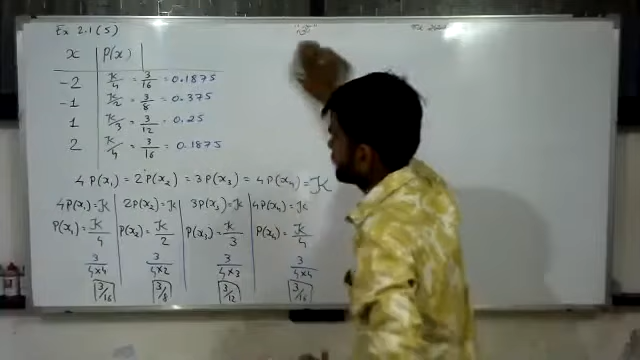 Ex 2.1 (5)
x P(x)
-2 K/4 = 3/16 = 0.1875
-1 K/2 = 3/8 = 0.375
1 K/3 = 3/12 = 0.25
2 K/4 = 3/16 = 0.1875
4P(x₁) = 2P(x₂) = 3P(x₃) = 4P(x₄) = K
4P(x₁) = K 2P(x₂) = K 3P(x₃) = K 4P(x₄) = K
P(x₁) = K/4 P(x₂) = K/2 P(x₃) = K/3 P(x₄) = K/4
3/4×4 3/4×2 3/4×3 3/4×4
3/16 3/8 3/12 3/16